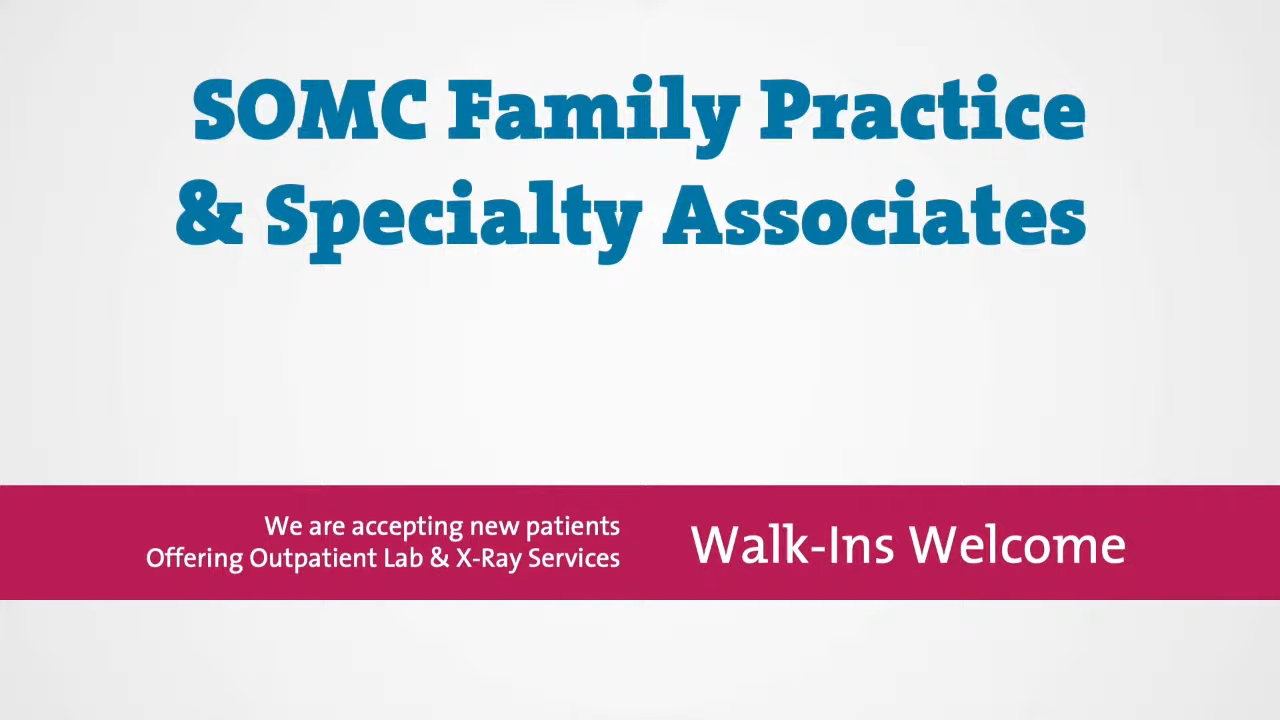 SOMC Family Practice
& Specialty Associates
We are accepting new patients
Offering Outpatient Lab & X-Ray Services
Walk-Ins Welcome